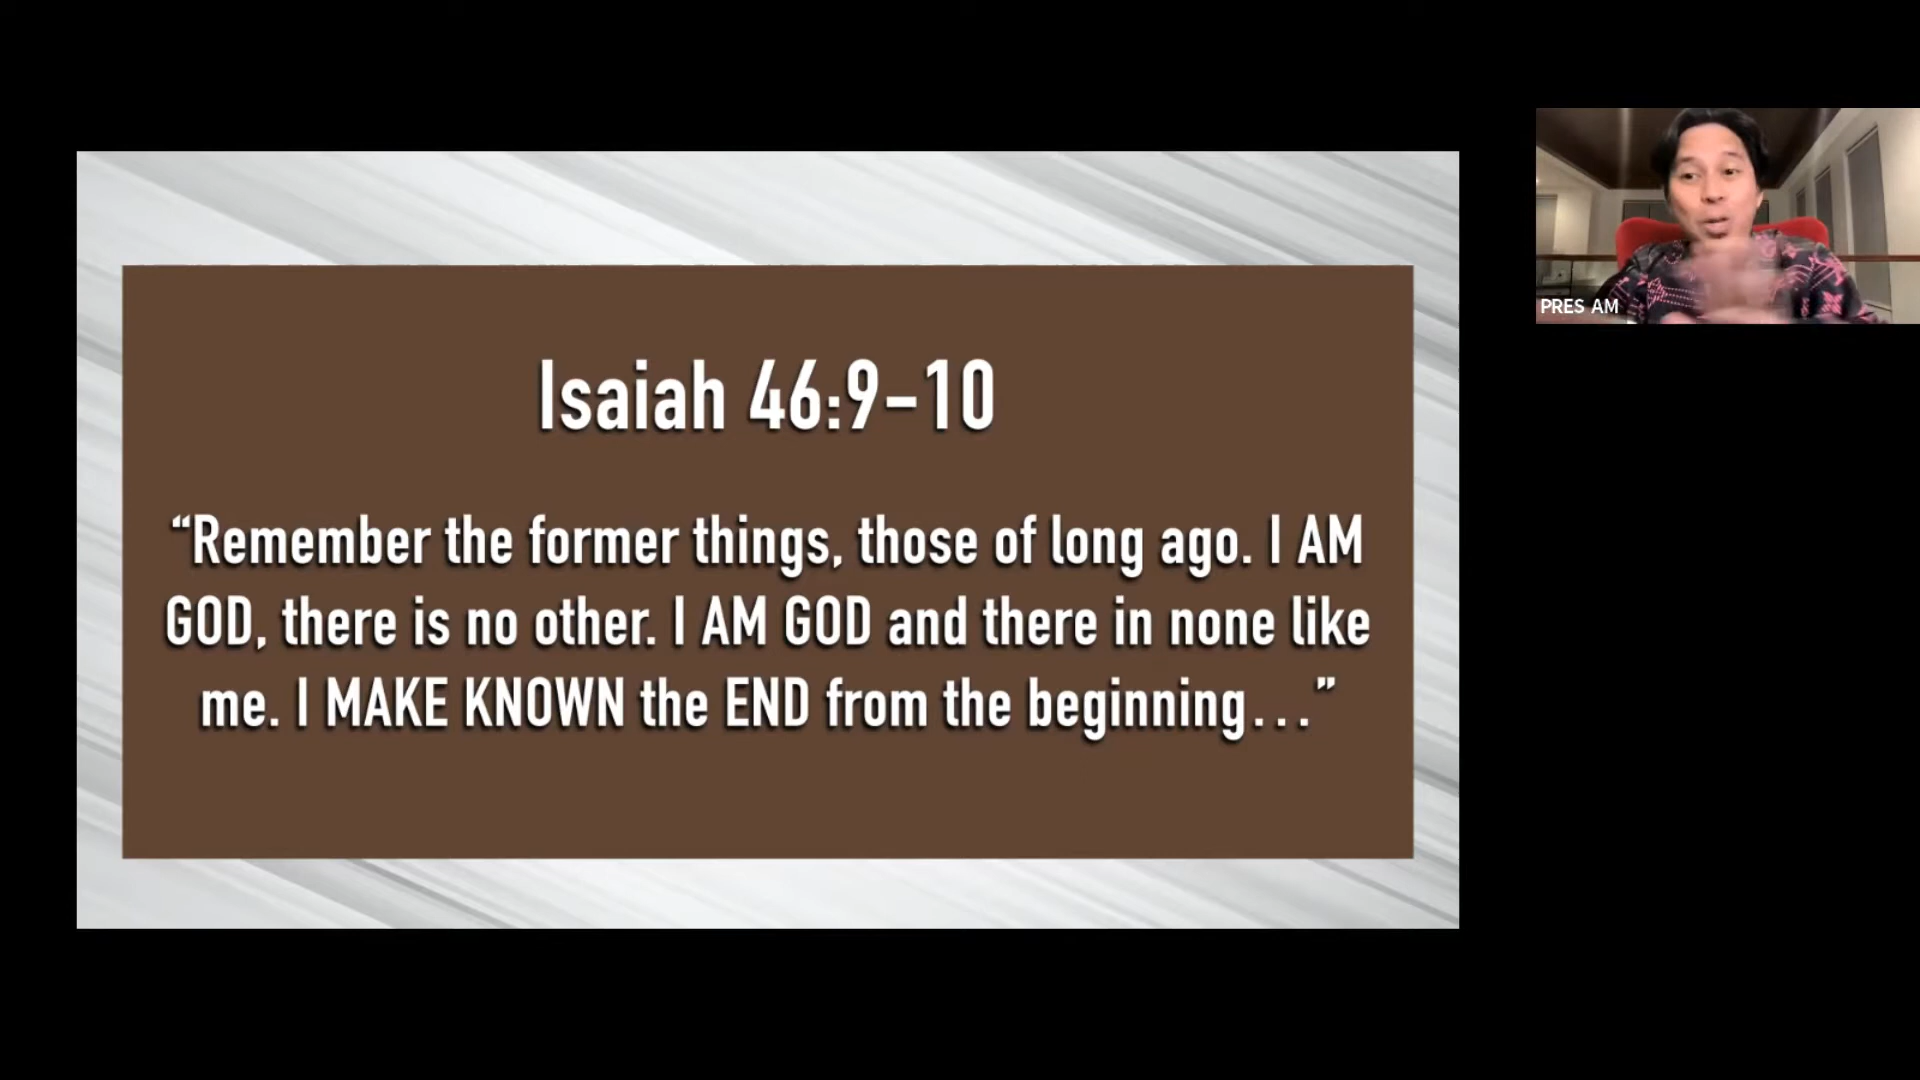 Isaiah 46:9–10
“Remember the former things, those of long ago. I AM
GOD, there is no other. I AM GOD and there in none like
me. I MAKE KNOWN the END from the beginning...”
PRES AM